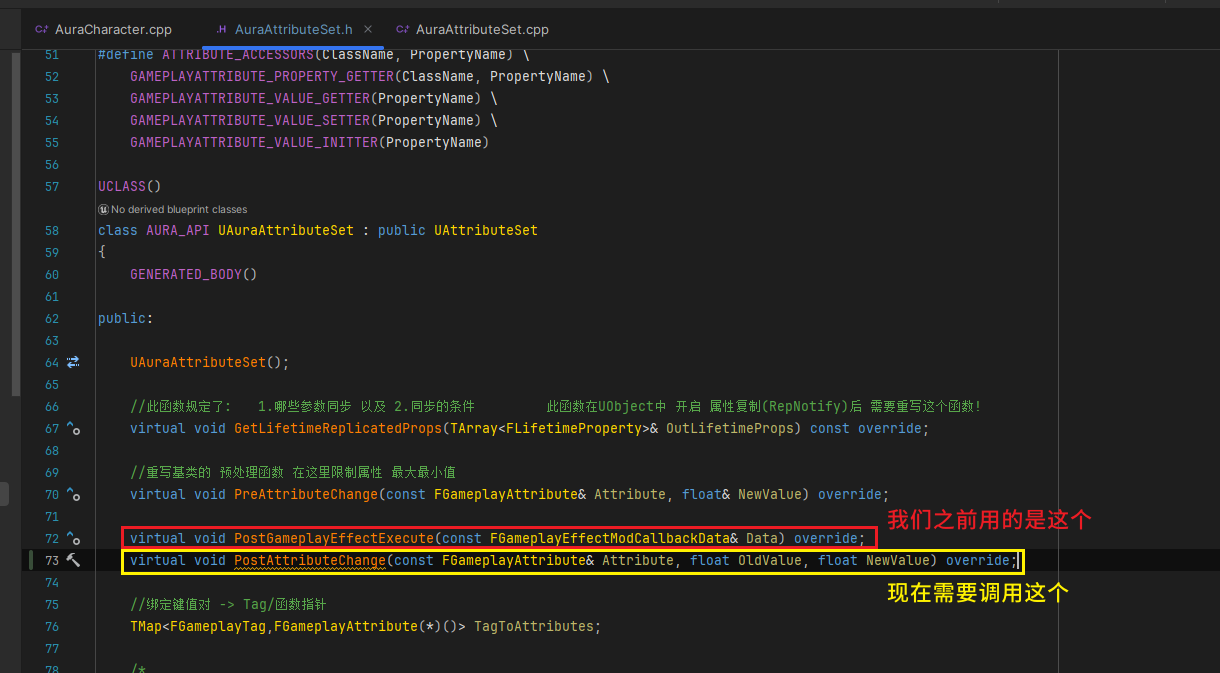 AuraCharacter.cpp
AuraAttributeSet.h
AuraAttributeSet.cpp
51 #define ATTRIBUTE_ACCESSORS(ClassName, PropertyName) \
52 GAMEPLAYATTRIBUTE_PROPERTY_GETTER(ClassName, PropertyName) \
53 GAMEPLAYATTRIBUTE_VALUE_GETTER(PropertyName) \
54 GAMEPLAYATTRIBUTE_VALUE_SETTER(PropertyName) \
55 GAMEPLAYATTRIBUTE_VALUE_INITTER(PropertyName)
56
57 UCLASS()
No derived blueprint classes
58 class AURA_API UAuraAttributeSet : public UAttributeSet
59 {
60 GENERATED_BODY()
61
62 public:
63
64 UAuraAttributeSet();
65
66 //此函数规定了: 1.哪些参数同步 以及 2.同步的条件 此函数在UObject中 开启 属性复制(RepNotify)后 需要重写这个函数!
67 virtual void GetLifetimeReplicatedProps(TArray<FLifetimeProperty>& OutLifetimeProps) const override;
68
69 //重写基类的 预处理函数 在这里限制属性 最大最小值
70 virtual void PreAttributeChange(const FGameplayAttribute& Attribute, float& NewValue) override;
71
我们之前用的是这个
72 virtual void PostGameplayEffectExecute(const FGameplayEffectModCallbackData& Data) override;
73 virtual void PostAttributeChange(const FGameplayAttribute& Attribute, float OldValue, float NewValue) override;
现在需要调用这个
74
75 //绑定键值对 -> Tag/函数指针
76 TMap<FGameplayTag,FGameplayAttribute(*)()> TagToAttributes;
77
78 /*